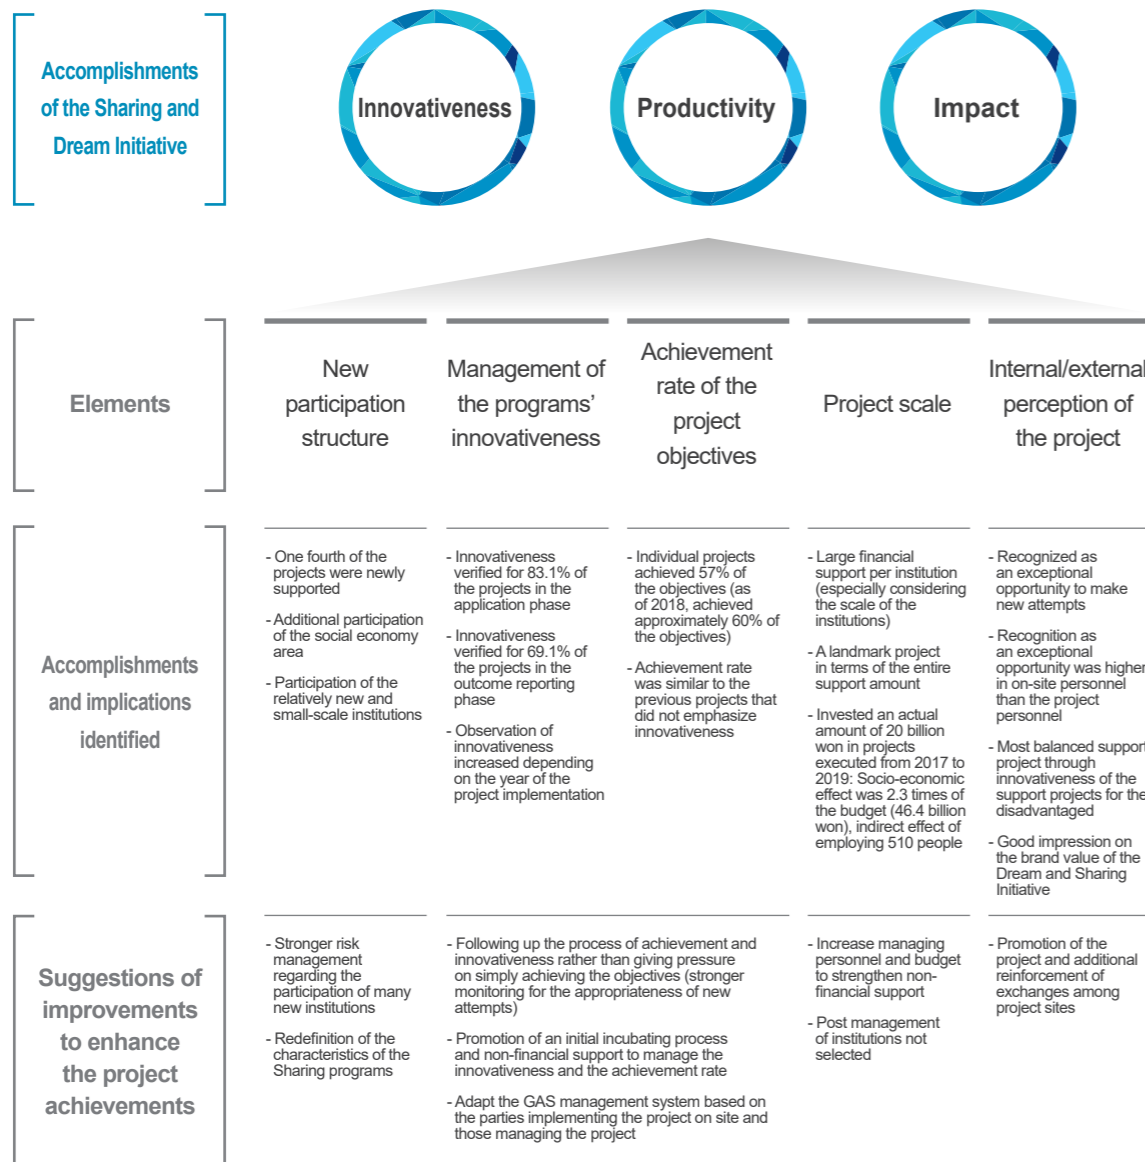 Accomplishments
of the Sharing and
Dream Initiative
Innovativeness
Productivity
Impact
Elements
New
participation
structure
Management of
the programs’
innovativeness
Achievement
rate of the
project
objectives
Project scale
Internal/external
perception of
the project
Accomplishments
and implications
identified
- One fourth of the
projects were newly
supported
- Additional participation
of the social economy
area
- Participation of the
relatively new and
small-scale institutions
- Innovativeness
verified for 83.1% of
the projects in the
application phase
- Innovativeness
verified for 69.1% of
the projects in the
outcome reporting
phase
- Observation of
innovativeness
increased depending
on the year of the
project implementation
- Individual projects
achieved 57% of
the objectives (as
of 2018, achieved
approximately 60% of
the objectives)
- Achievement rate
was similar to the
previous projects that
did not emphasize
innovativeness
- Large financial
support per institution
(especially considering
the scale of the
institutions)
- A landmark project
in terms of the entire
support amount
- Invested an actual
amount of 20 billion
won in projects
executed from 2017 to
2019: Socio-economic
effect was 2.3 times of
the budget (46.4 billion
won), indirect effect of
employing 510 people
- Recognized as
an exceptional
opportunity to make
new attempts
- Recognition as
an exceptional
opportunity was higher
in on-site personnel
than the project
personnel
- Most balanced support
project through
innovativeness of the
support projects for the
disadvantaged
- Good impression on
the brand value of the
Dream and Sharing
Initiative
Suggestions of
improvements
to enhance
the project
achievements
- Stronger risk
management
regarding the
participation of many
new institutions
- Redefinition of the
characteristics of the
Sharing programs
- Following up the process of achievement and
innovativeness rather than giving pressure
on simply achieving the objectives (stronger
monitoring for the appropriateness of new
attempts)
- Promotion of an initial incubating process
and non-financial support to manage the
innovativeness and the achievement rate
- Adapt the GAS management system based on
the parties implementing the project on site and
those managing the project
- Increase managing
personnel and budget
to strengthen non-
financial support
- Post management
of institutions not
selected
- Promotion of the
project and additional
reinforcement of
exchanges among
project sites